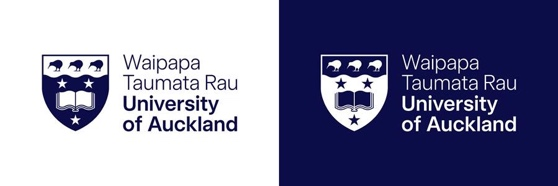 Waipapa
Taumata Rau
University
of Auckland
Waipapa
Taumata Rau
University
of Auckland